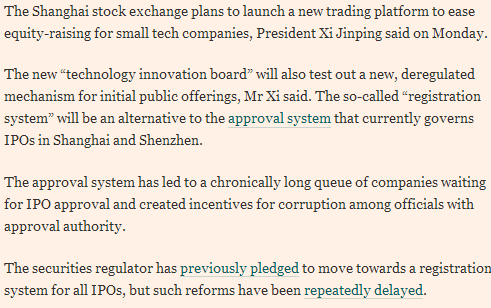 The Shanghai stock exchange plans to launch a new trading platform to ease
equity-raising for small tech companies, President Xi Jinping said on Monday.
The new “technology innovation board” will also test out a new, deregulated
mechanism for initial public offerings, Mr Xi said. The so-called “registration
system” will be an alternative to the approval system that currently governs
IPOs in Shanghai and Shenzhen.
The approval system has led to a chronically long queue of companies waiting
for IPO approval and created incentives for corruption among officials with
approval authority.
The securities regulator has previously pledged to move towards a registration
system for all IPOs, but such reforms have been repeatedly delayed.